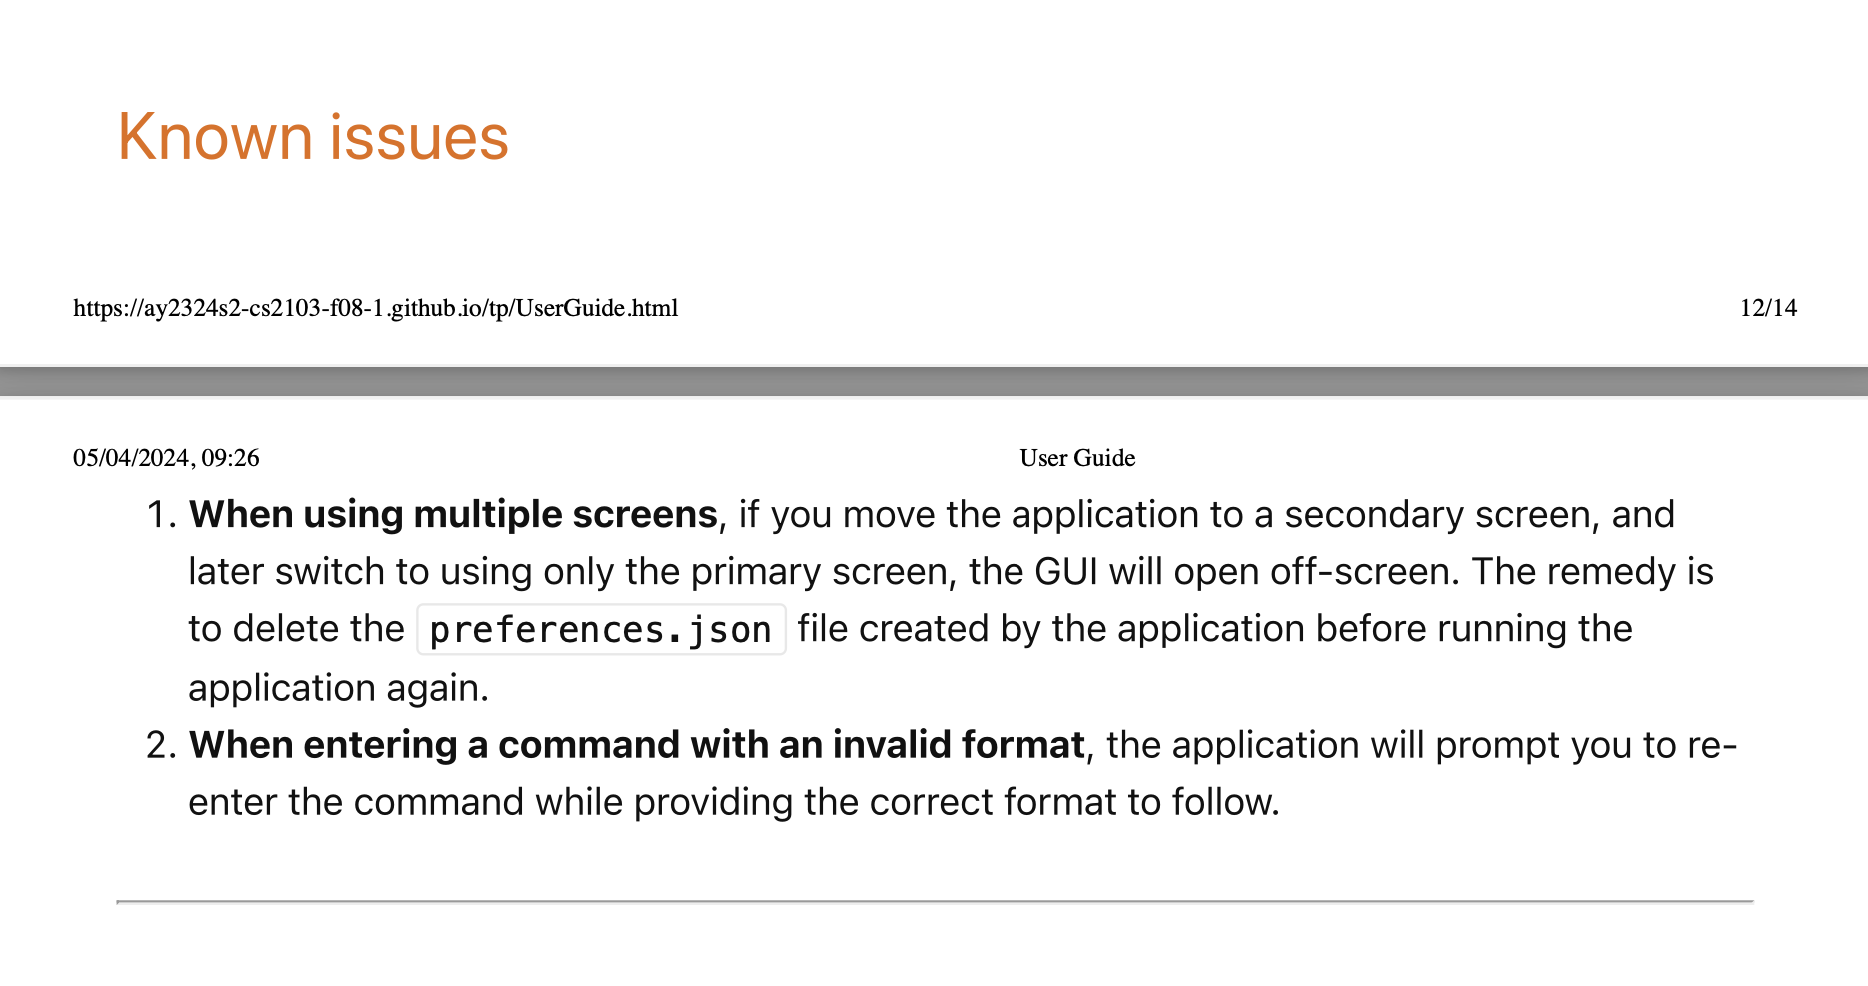 Known issues
https://ay2324s2-cs2103-f08-1.github.io/tp/UserGuide.html 12/14
05/04/2024, 09:26 User Guide
1. When using multiple screens, if you move the application to a secondary screen, and
later switch to using only the primary screen, the GUI will open off-screen. The remedy is
to delete the preferences.json file created by the application before running the
application again.
2. When entering a command with an invalid format, the application will prompt you to re-
enter the command while providing the correct format to follow.